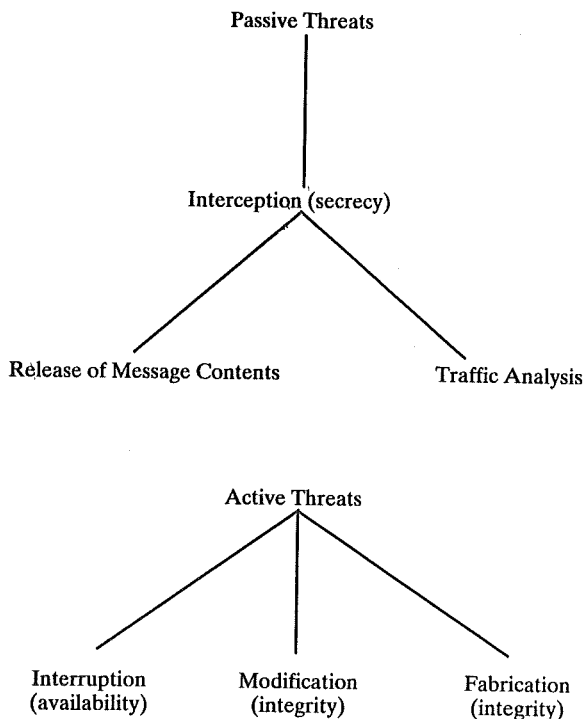 Passive Threats
Interception (secrecy)
Release of Message Contents
Traffic Analysis
Active Threats
Interruption
(availability)
Modification
(integrity)
Fabrication
(integrity)